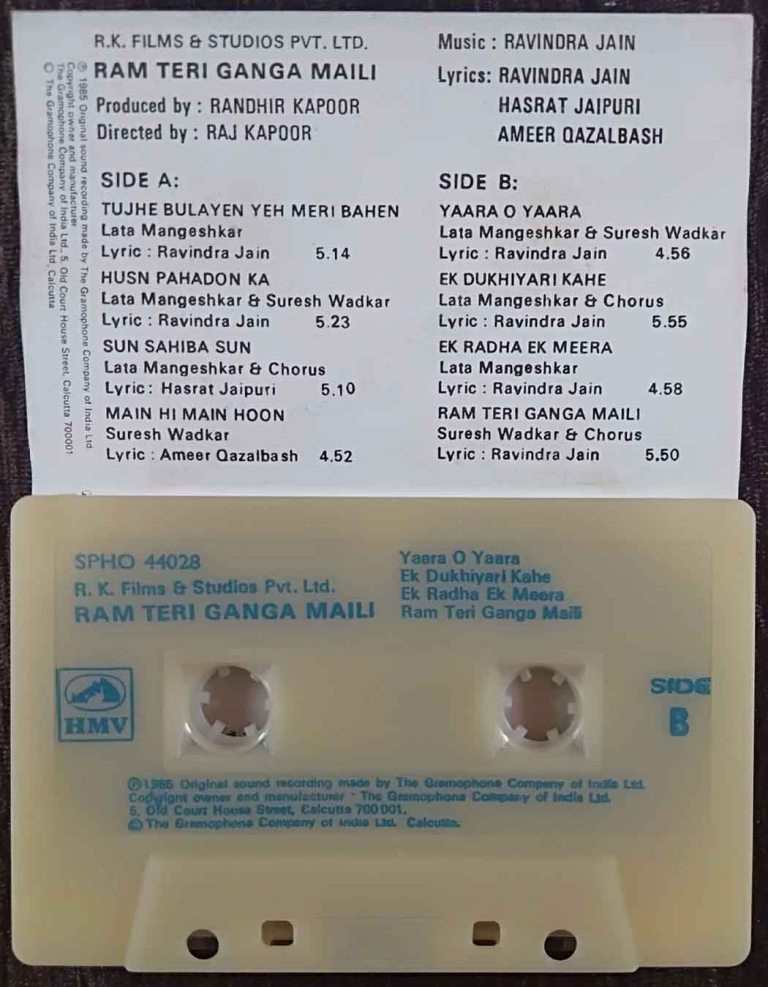 R.K. FILMS & STUDIOS PVT. LTD.
RAM TERI GANGA MAILI
Produced by : RANDHIR KAPOOR
Directed by : RAJ KAPOOR
Music : RAVINDRA JAIN
Lyrics: RAVINDRA JAIN
HASRAT JAIPURI
AMEER QAZALBASH
℗ 1985 Original sound recording made by The Gramophone Company of India Ltd.
Copyright owner and manufacturer
The Gramophone Company of India Ltd., 5, Old Court House Street, Calcutta 700001
© The Gramophone Company of India Ltd, Calcutta
SIDE A:
TUJHE BULAYEN YEH MERI BAHEN
Lata Mangeshkar
Lyric : Ravindra Jain 5.14
HUSN PAHADON KA
Lata Mangeshkar & Suresh Wadkar
Lyric : Ravindra Jain 5.23
SUN SAHIBA SUN
Lata Mangeshkar & Chorus
Lyric: Hasrat Jaipuri 5.10
MAIN HI MAIN HOON
Suresh Wadkar
Lyric : Ameer Qazalbash 4.52
SIDE B:
YAARA O YAARA
Lata Mangeshkar & Suresh Wadkar
Lyric : Ravindra Jain 4.56
EK DUKHIYARI KAHE
Lata Mangeshkar & Chorus
Lyric : Ravindra Jain 5.55
EK RADHA EK MEERA
Lata Mangeshkar
Lyric : Ravindra Jain 4.58
RAM TERI GANGA MAILI
Suresh Wadkar & Chorus
Lyric : Ravindra Jain 5.50
SPHO 44028
R. K. Films & Studios Pvt. Ltd.
RAM TERI GANGA MAILI
Yaara O Yaara
Ek Dukhiyari Kahe
Ek Radha Ek Meera
Ram Teri Ganga Maili
HMV
SIDE
B
℗ 1985 Original sound recording made by The Gramophone Company of India Ltd.
Copyright owner and manufacturer - The Gramophone Company of India Ltd.
5, Old Court House Street, Calcutta 700 001.
© The Gramophone Company of India Ltd. Calcutta.